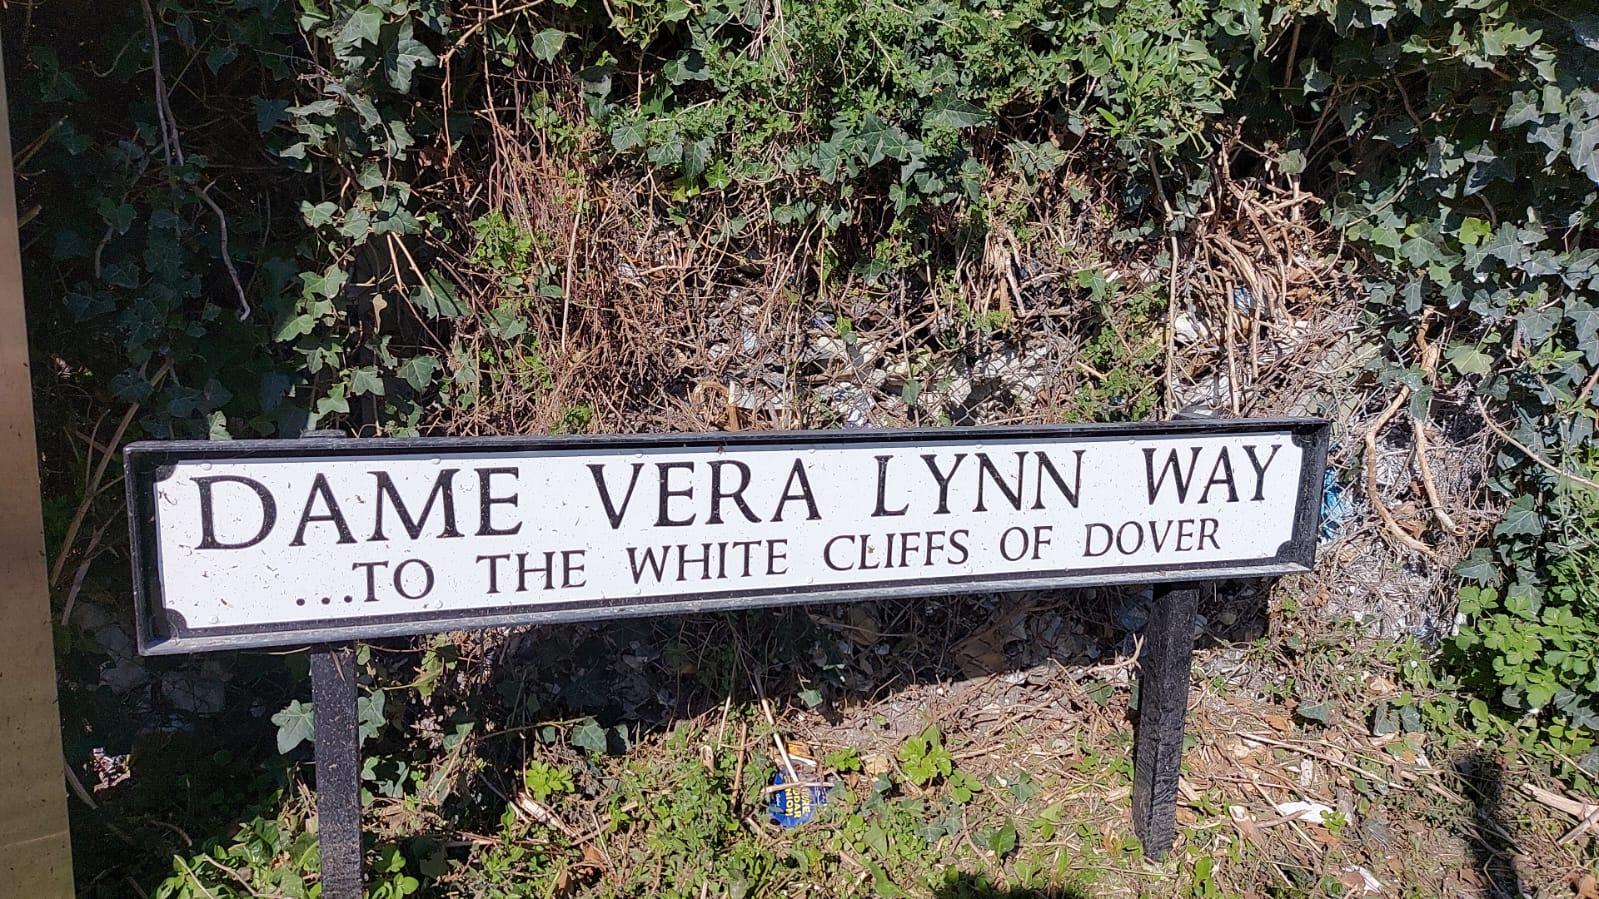 DAME VERA LYNN WAY
...TO THE WHITE CLIFFS OF DOVER